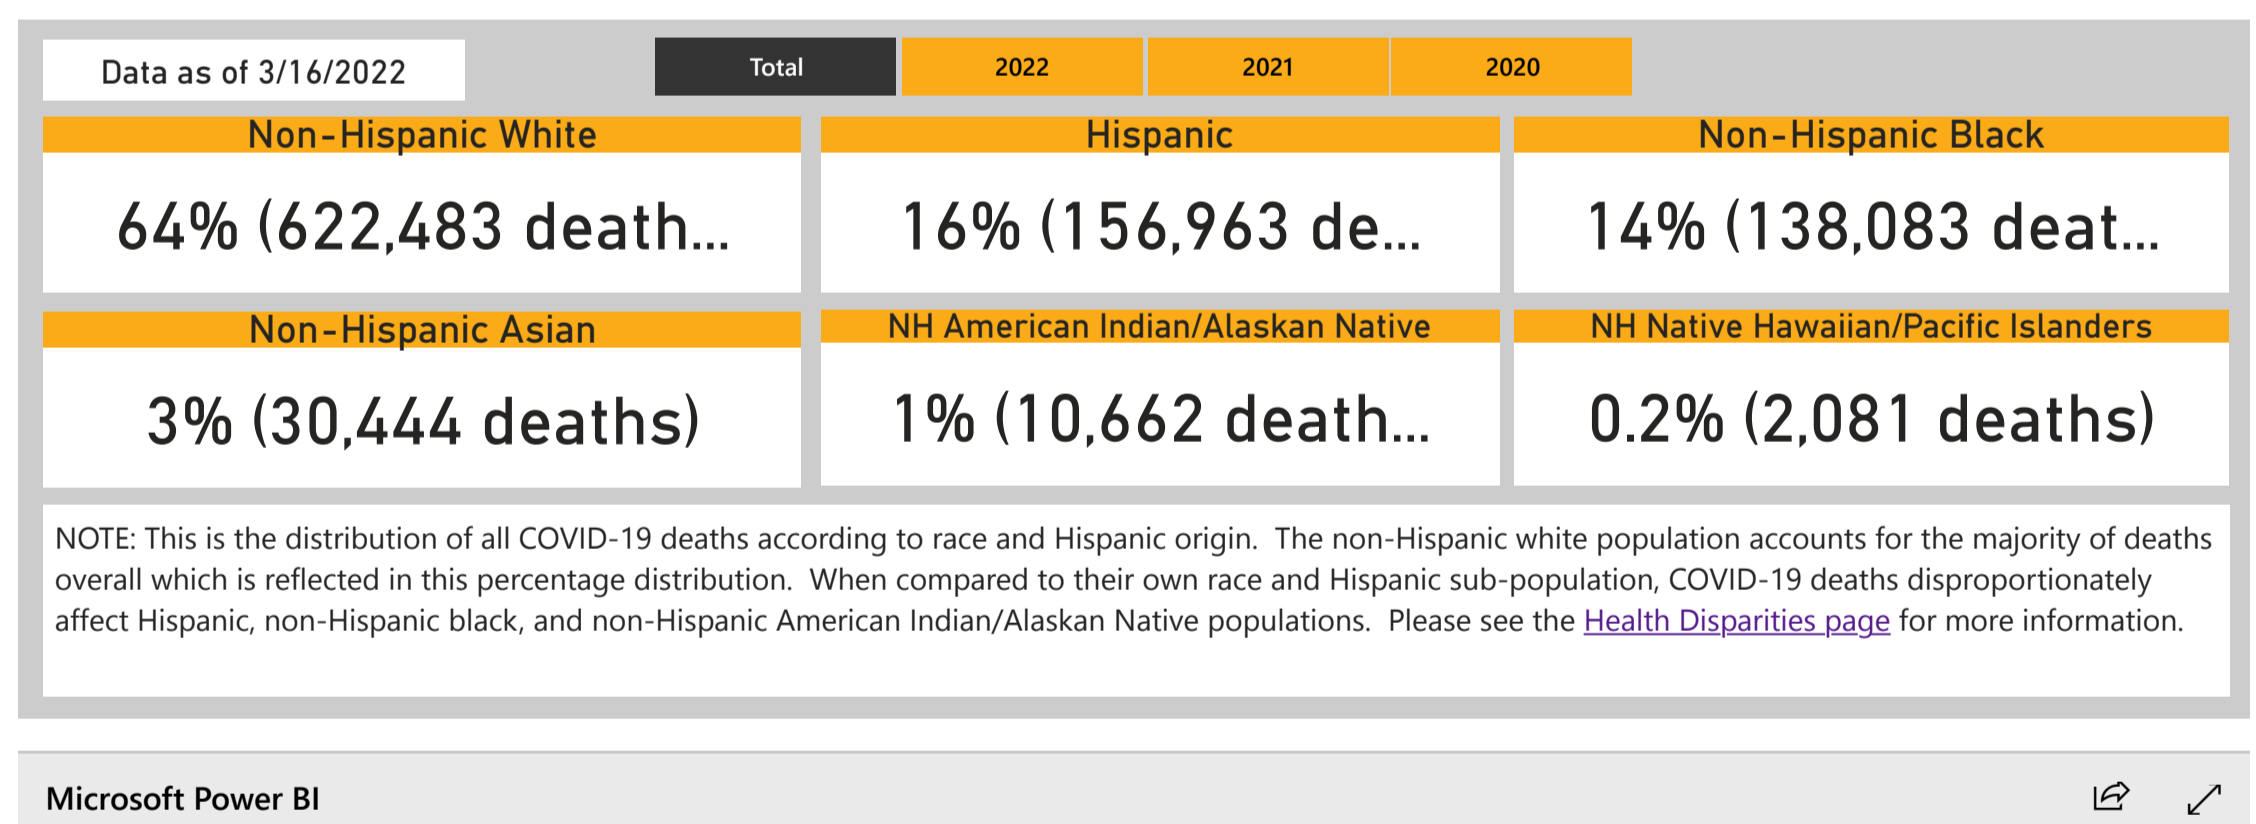 Data as of 3/16/2022
Total
2022
2021
2020
Non-Hispanic White
64% (622,483 death...
Hispanic
16% (156,963 de...
Non-Hispanic Black
14% (138,083 deat...
Non-Hispanic Asian
3% (30,444 deaths)
NH American Indian/Alaskan Native
1% (10,662 death...
NH Native Hawaiian/Pacific Islanders
0.2% (2,081 deaths)
NOTE: This is the distribution of all COVID-19 deaths according to race and Hispanic origin.  The non-Hispanic white population accounts for the majority of deaths
overall which is reflected in this percentage distribution.  When compared to their own race and Hispanic sub-population, COVID-19 deaths disproportionately
affect Hispanic, non-Hispanic black, and non-Hispanic American Indian/Alaskan Native populations.  Please see the Health Disparities page for more information.
Microsoft Power BI